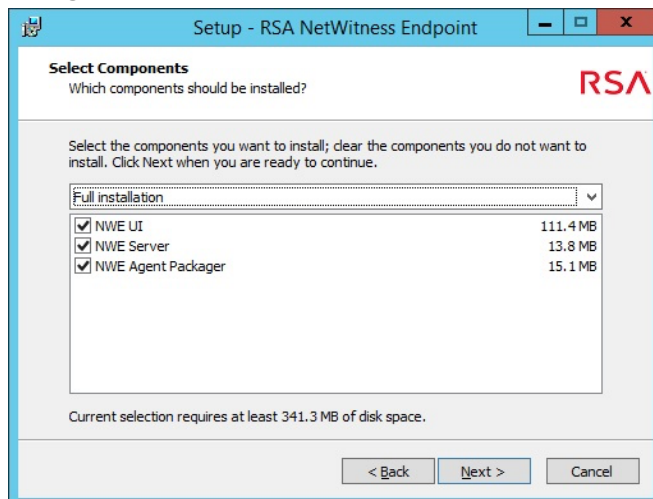 Setup - RSA NetWitness Endpoint
Select Components
Which components should be installed?
RSA
Select the components you want to install; clear the components you do not want to
install. Click Next when you are ready to continue.
Full installation
NWE UI 111.4 MB
NWE Server 13.8 MB
NWE Agent Packager 15.1 MB
Current selection requires at least 341.3 MB of disk space.
< Back Next > Cancel